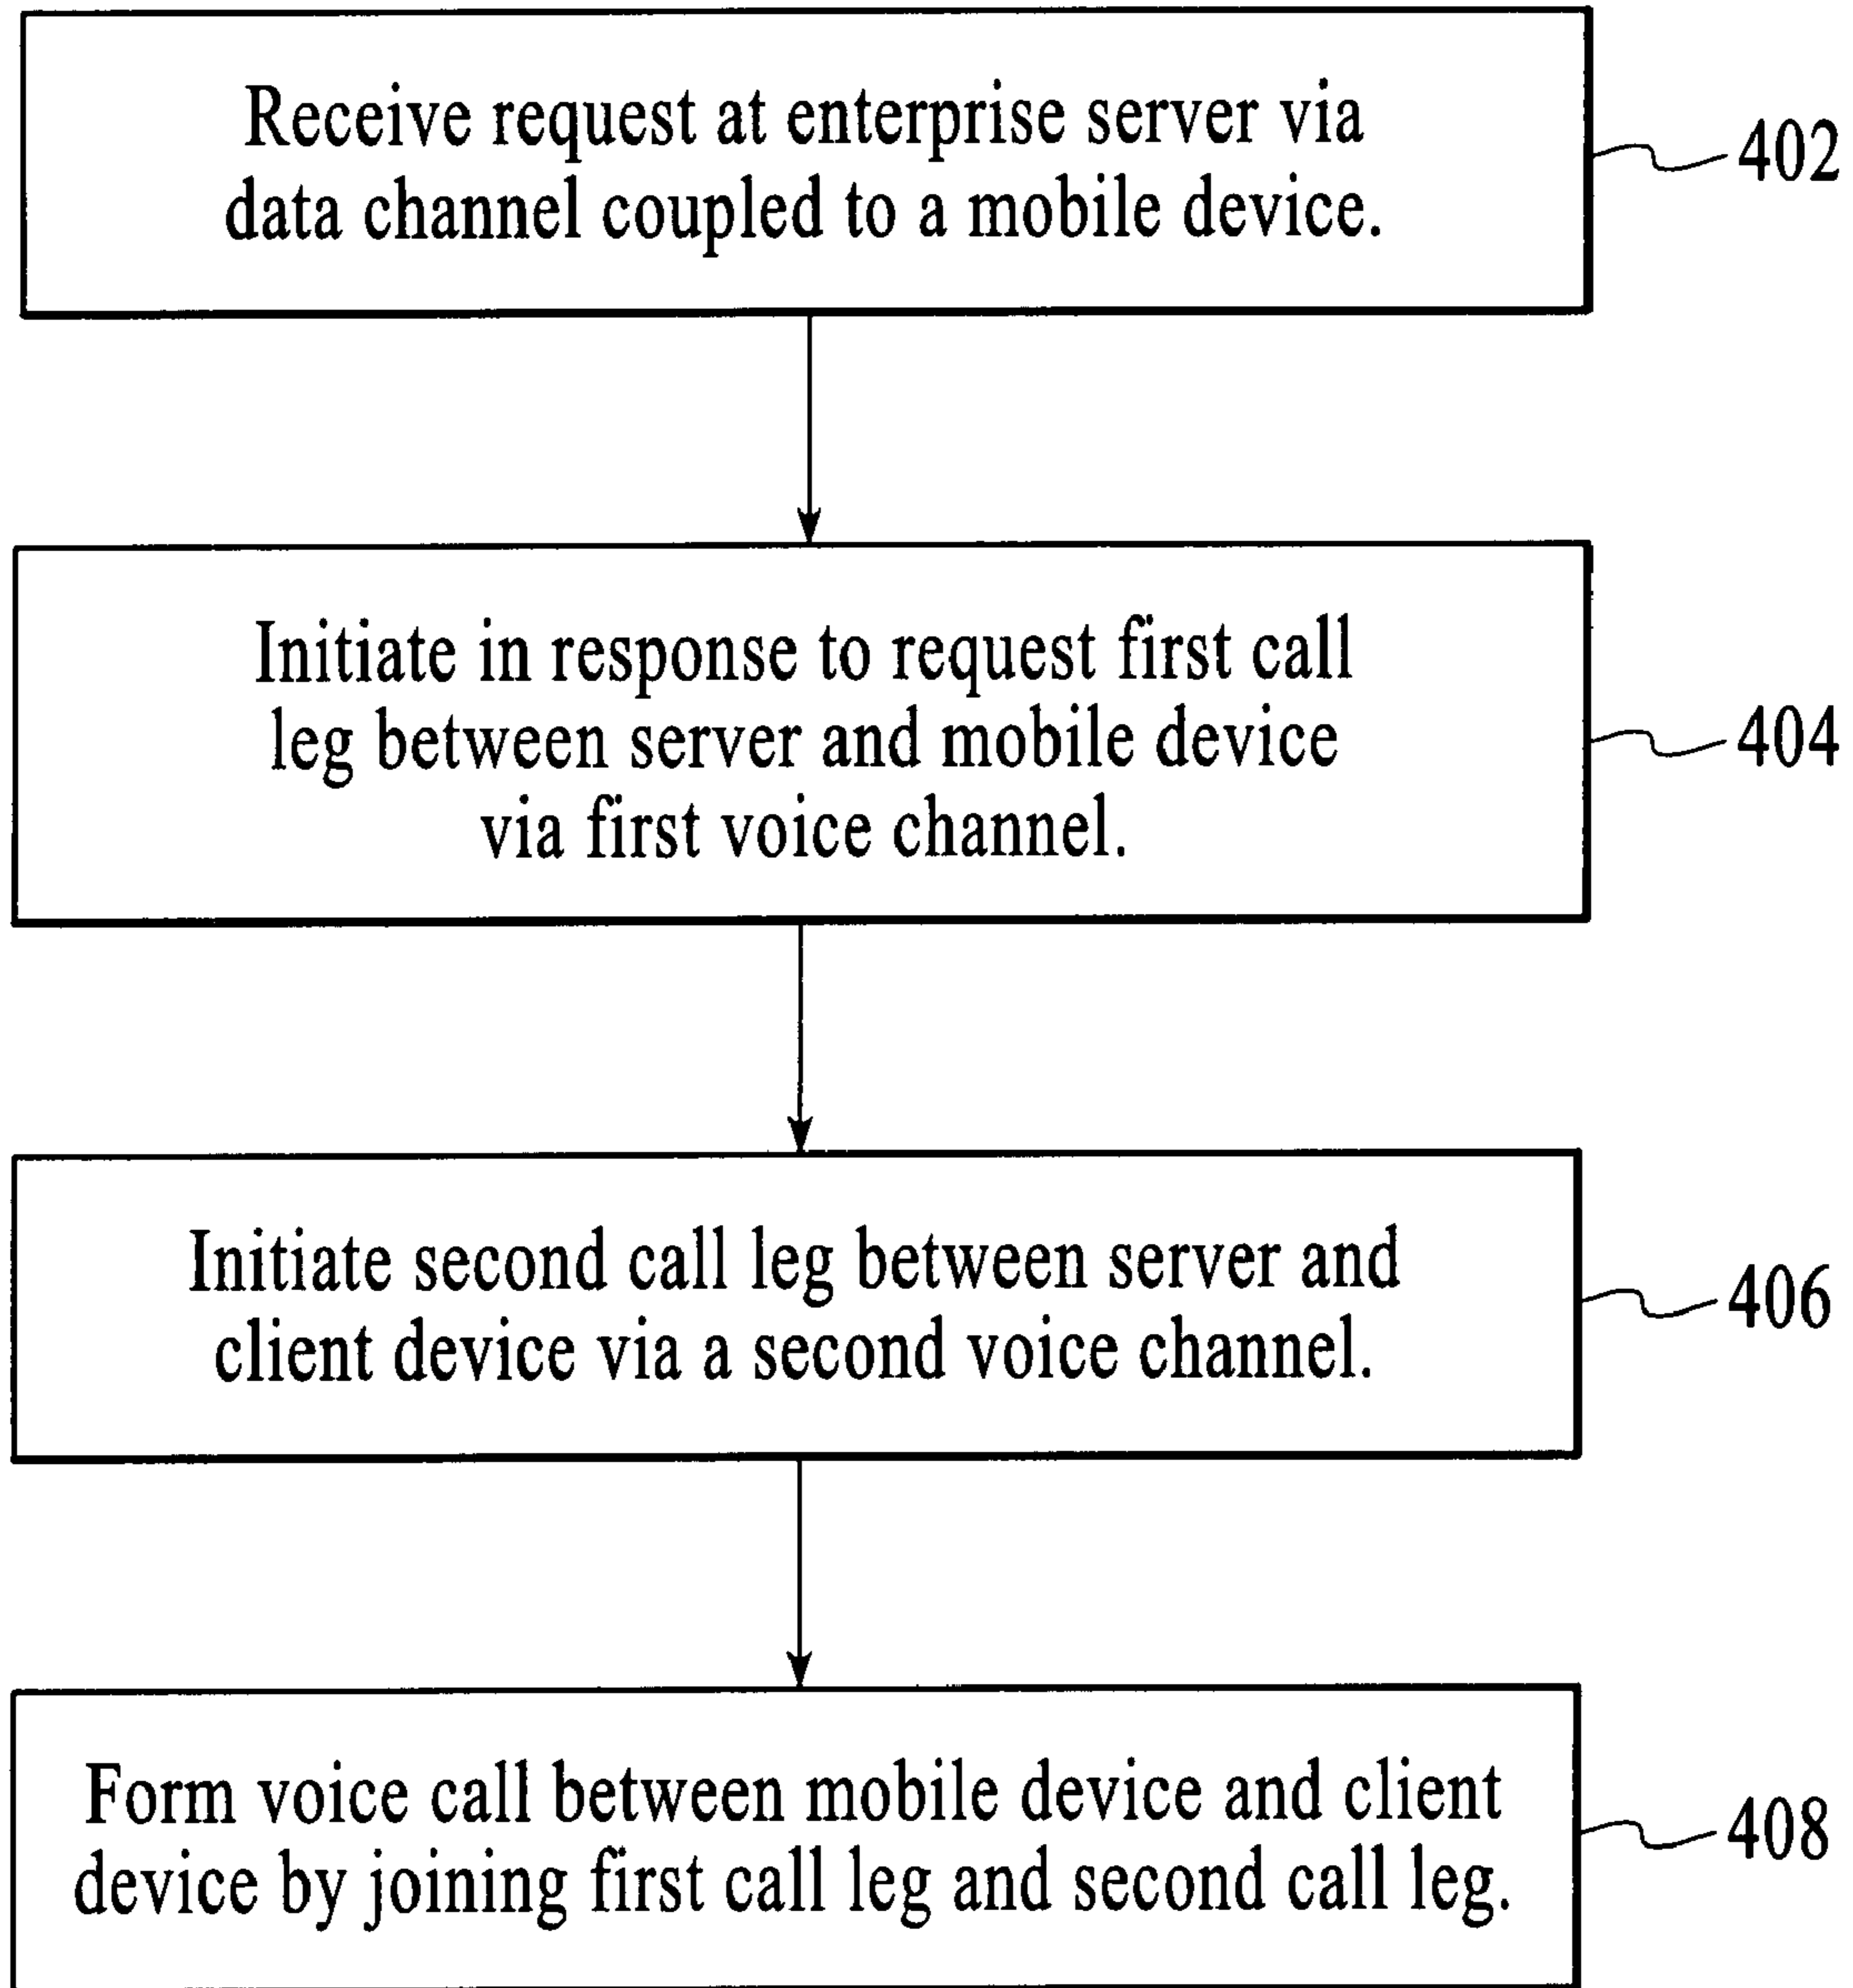 Receive request at enterprise server via
data channel coupled to a mobile device.
402
Initiate in response to request first call
leg between server and mobile device
via first voice channel.
404
Initiate second call leg between server and
client device via a second voice channel.
406
Form voice call between mobile device and client
device by joining first call leg and second call leg.
408